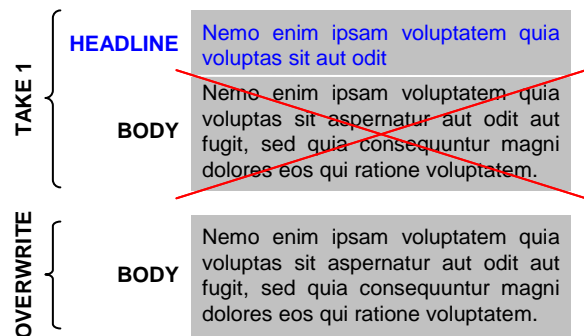 TAKE 1
HEADLINE
Nemo enim ipsam voluptatem quia
voluptas sit aut odit
BODY
Nemo enim ipsam voluptatem quia
voluptas sit aspernatur aut odit aut
fugit, sed quia consequuntur magni
dolores eos qui ratione voluptatem.
OVERWRITE
BODY
Nemo enim ipsam voluptatem quia
voluptas sit aspernatur aut odit aut
fugit, sed quia consequuntur magni
dolores eos qui ratione voluptatem.